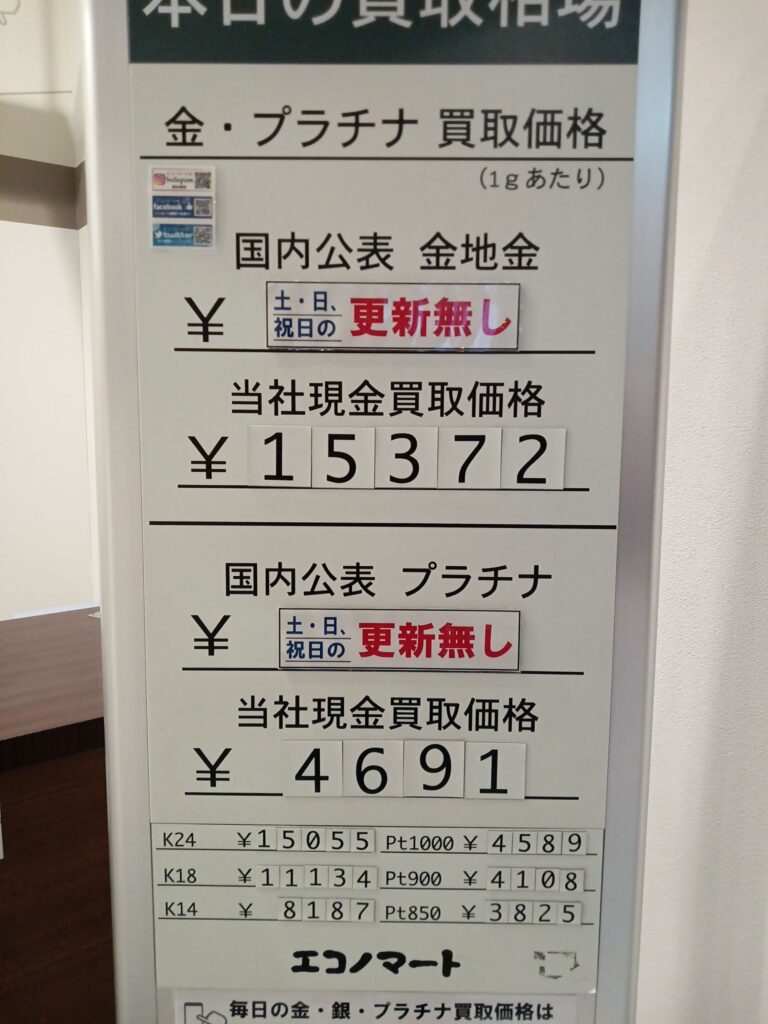 本日の買取相場
金・プラチナ 買取価格
(1gあたり)
Instagram
facebook
twitter
国内公表 金地金
¥ 土・日、祝日の 更新無し
当社現金買取価格
¥ 15372
国内公表 プラチナ
¥ 土・日、祝日の 更新無し
当社現金買取価格
¥ 4691
K24 ¥15055 Pt1000 ¥4589
K18 ¥11134 Pt900 ¥4108
K14 ¥8187 Pt850 ¥3825
エコノマート
毎日の金・銀・プラチナ買取価格は